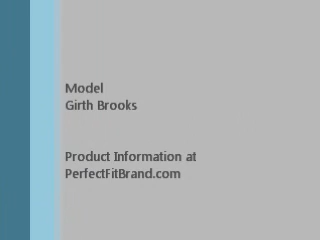 Model
Girth Brooks
Product Information at
PerfectFitBrand.com